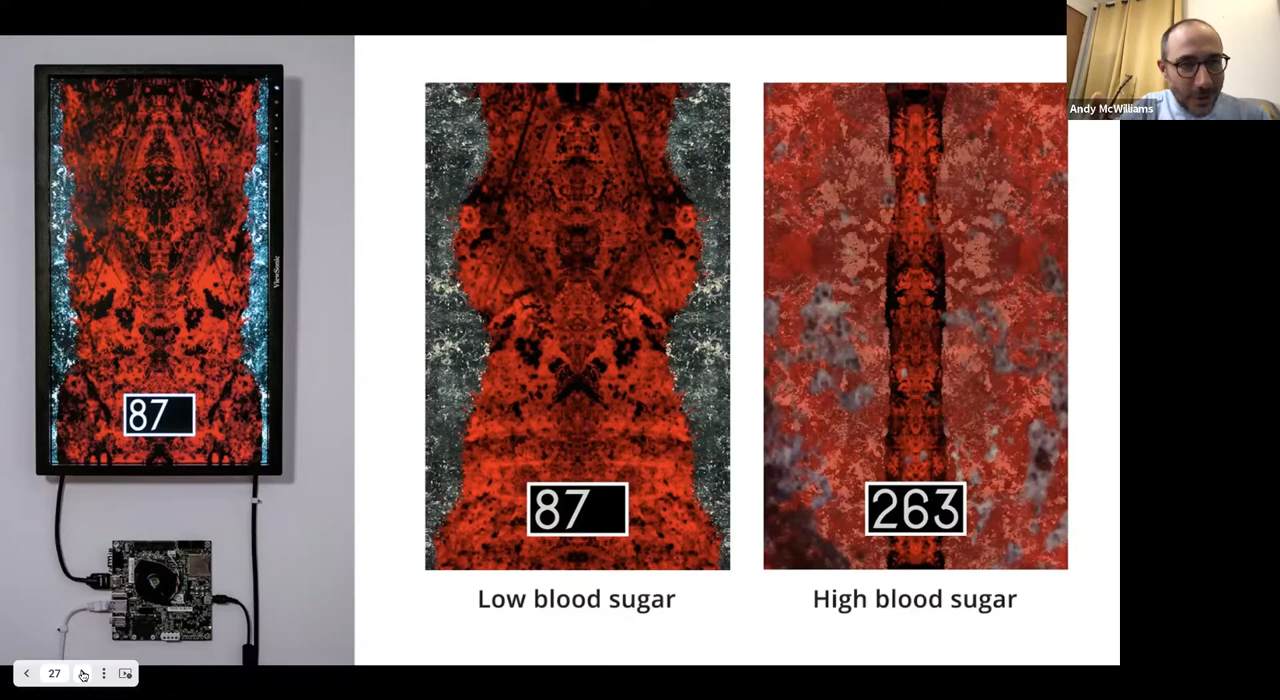 Andy McWilliams
ViewSonic
87
87
263
Low blood sugar
High blood sugar
27